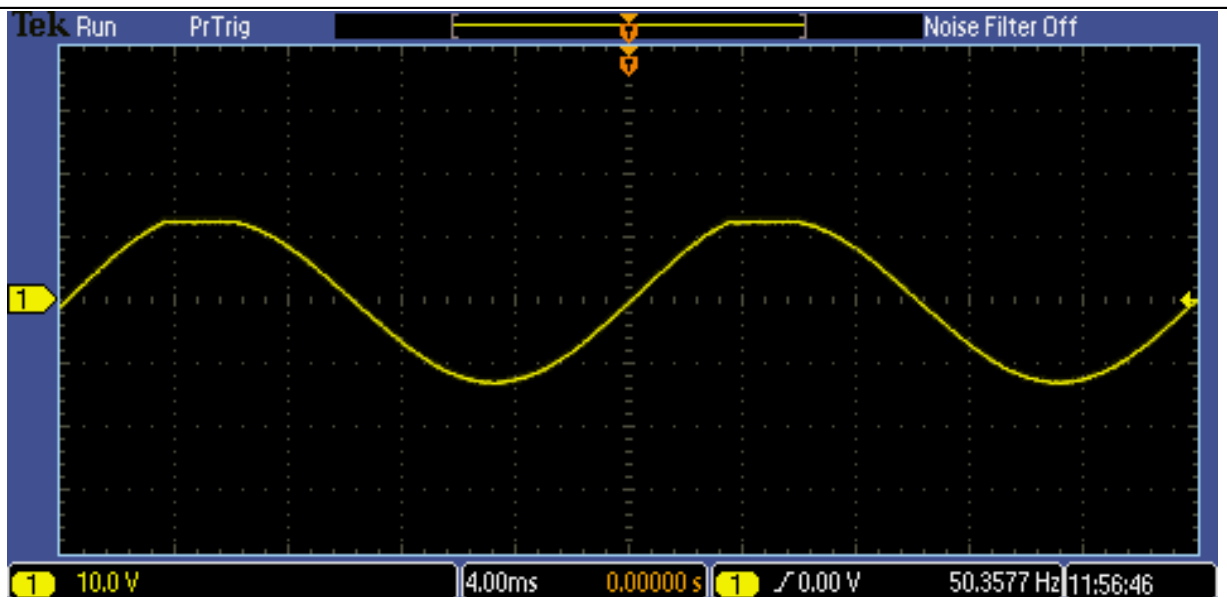 Tek Run PrTrig Noise Filter Off
T
T
1
1 10.0 V 4.00ms 0.00000 s 1 / 0.00 V 50.3577 Hz 11:56:46